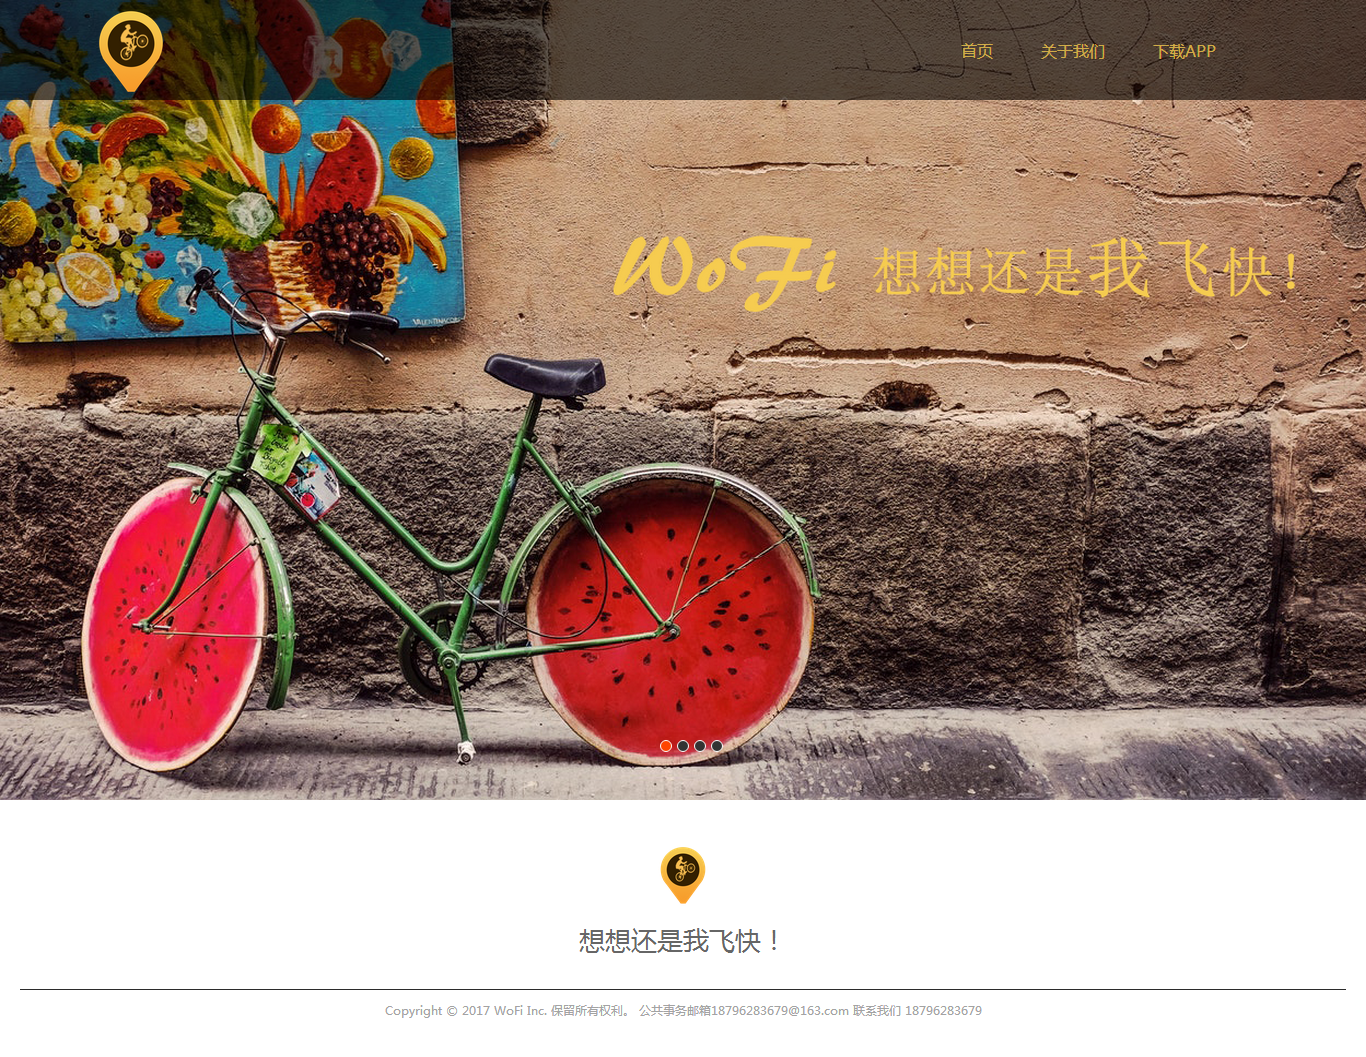 首页 关于我们 下载APP
WoFi 想想还是我飞快！
VALENTINA
想想还是我飞快！
Copyright © 2017 WoFi Inc. 保留所有权利。 公共事务邮箱18796283679@163.com 联系我们 18796283679